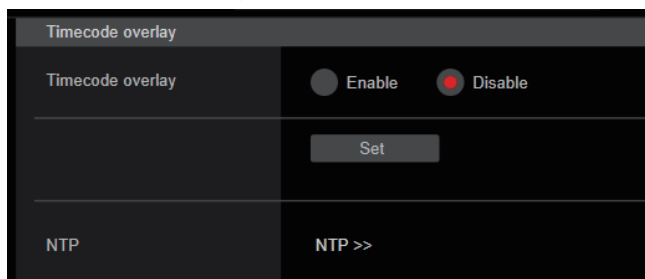 Timecode overlay
Timecode overlay Enable Disable
Set
NTP NTP >>